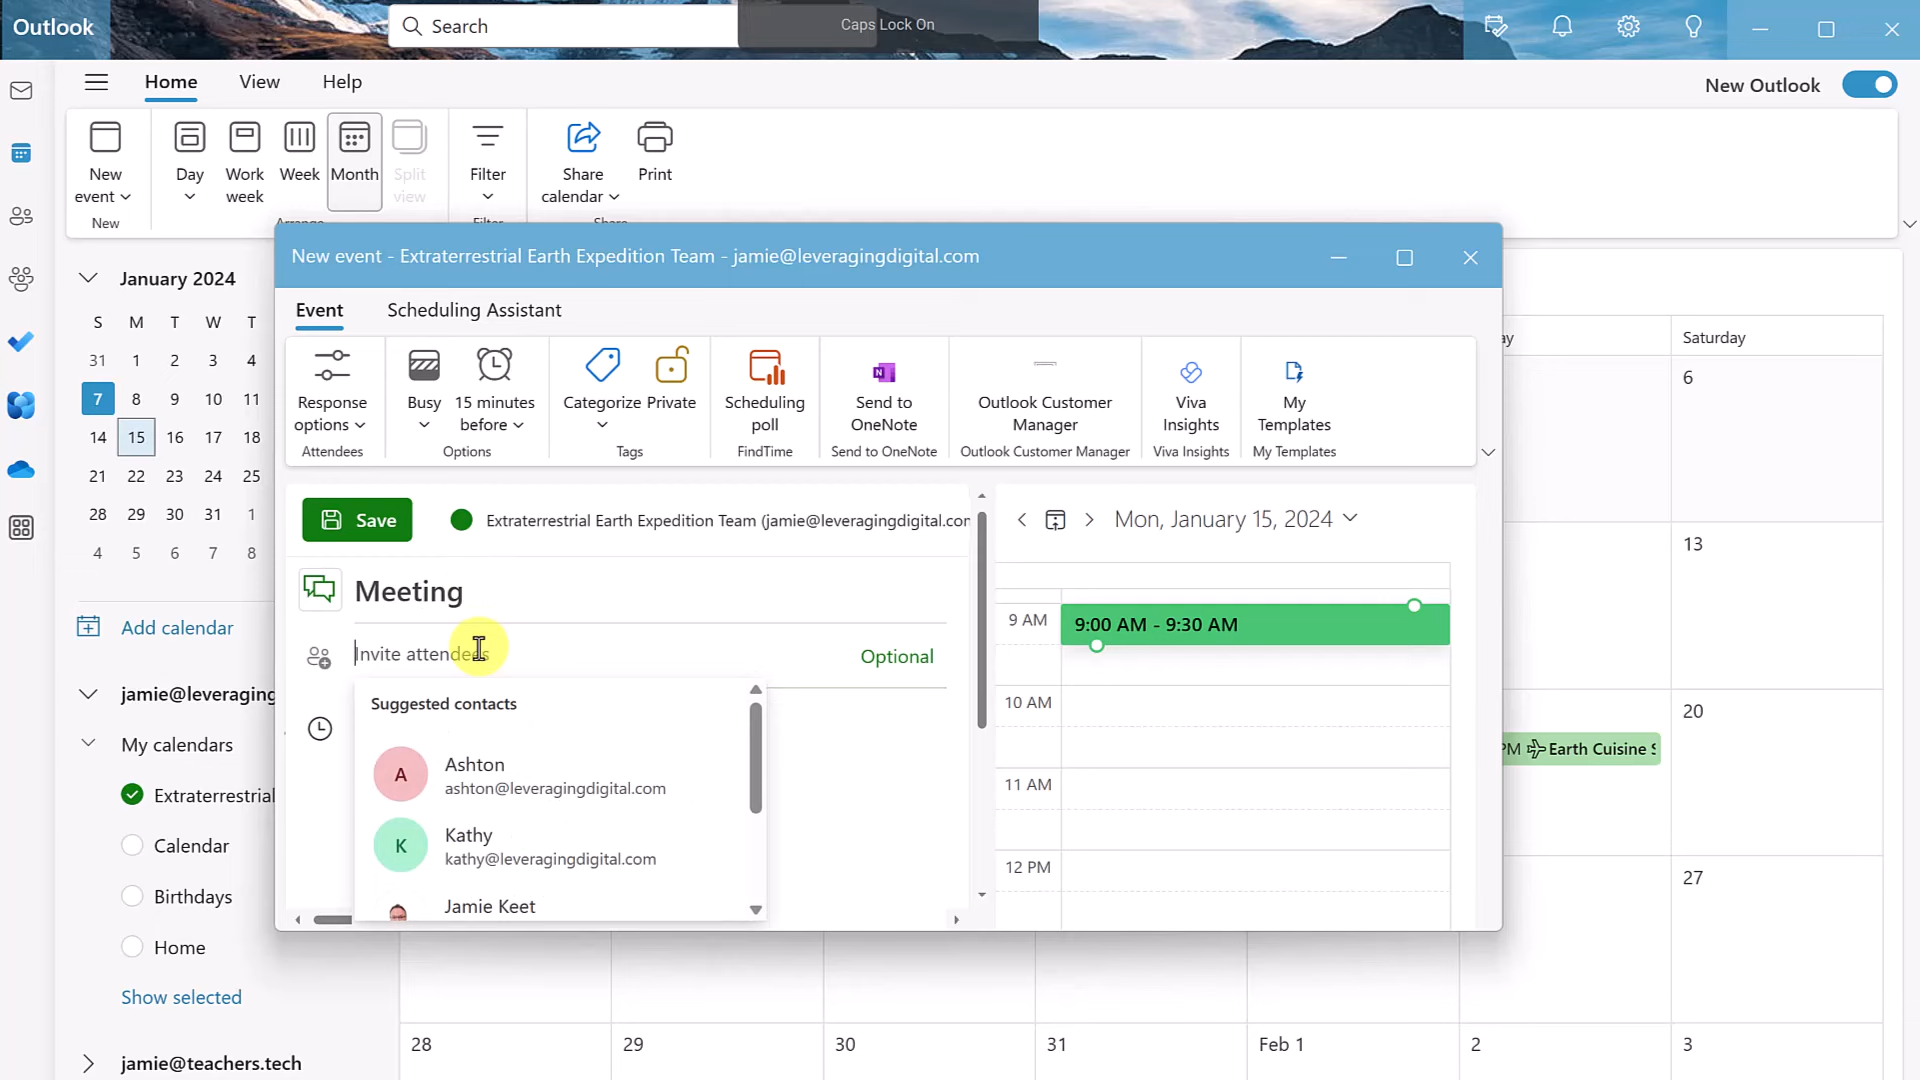 Outlook
Search
Caps Lock On
Home
View
Help
New Outlook
New
event
New
Day
Work
week
Week
Month
Split
view
Arrange
Filter
Filter
Share
calendar
Print
Share
New event - Extraterrestrial Earth Expedition Team - jamie@leveragingdigital.com
Event
Scheduling Assistant
Response
options
Attendees
Busy
15 minutes
before
Options
Categorize
Private
Tags
Scheduling
poll
FindTime
Send to
OneNote
Send to OneNote
Outlook Customer
Manager
Outlook Customer Manager
Viva
Insights
Viva Insights
My
Templates
My Templates
Save
Extraterrestrial Earth Expedition Team (jamie@leveragingdigital.com
Meeting
Invite attendees
Optional
Suggested contacts
A
Ashton
ashton@leveragingdigital.com
K
Kathy
kathy@leveragingdigital.com
Jamie Keet
Mon, January 15, 2024
9 AM
9:00 AM - 9:30 AM
10 AM
11 AM
12 PM
January 2024
S M T W T
31 1 2 3 4
7 8 9 10 11
14 15 16 17 18
21 22 23 24 25
28 29 30 31 1
4 5 6 7 8
Add calendar
jamie@leveraging
My calendars
Extraterrestrial
Calendar
Birthdays
Home
Show selected
jamie@teachers.tech
ay
Saturday
6
13
20
PM Earth Cuisine S
27
28
29
30
31
Feb 1
2
3